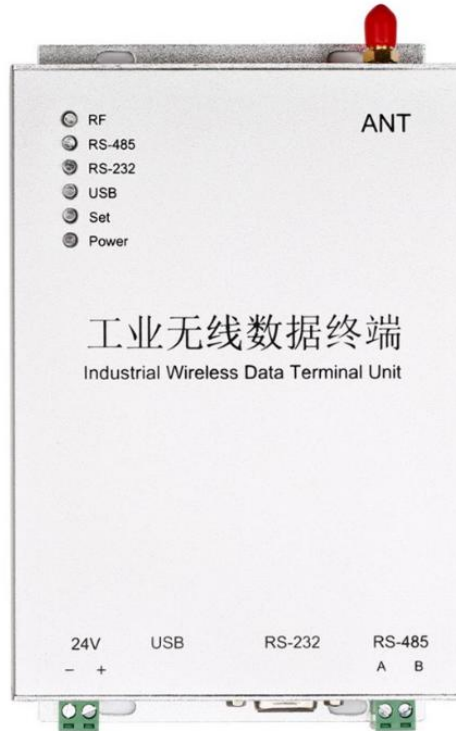 ANT
RF
RS-485
RS-232
USB
Set
Power
工业无线数据终端
Industrial Wireless Data Terminal Unit
24V USB RS-232 RS-485
- + A B